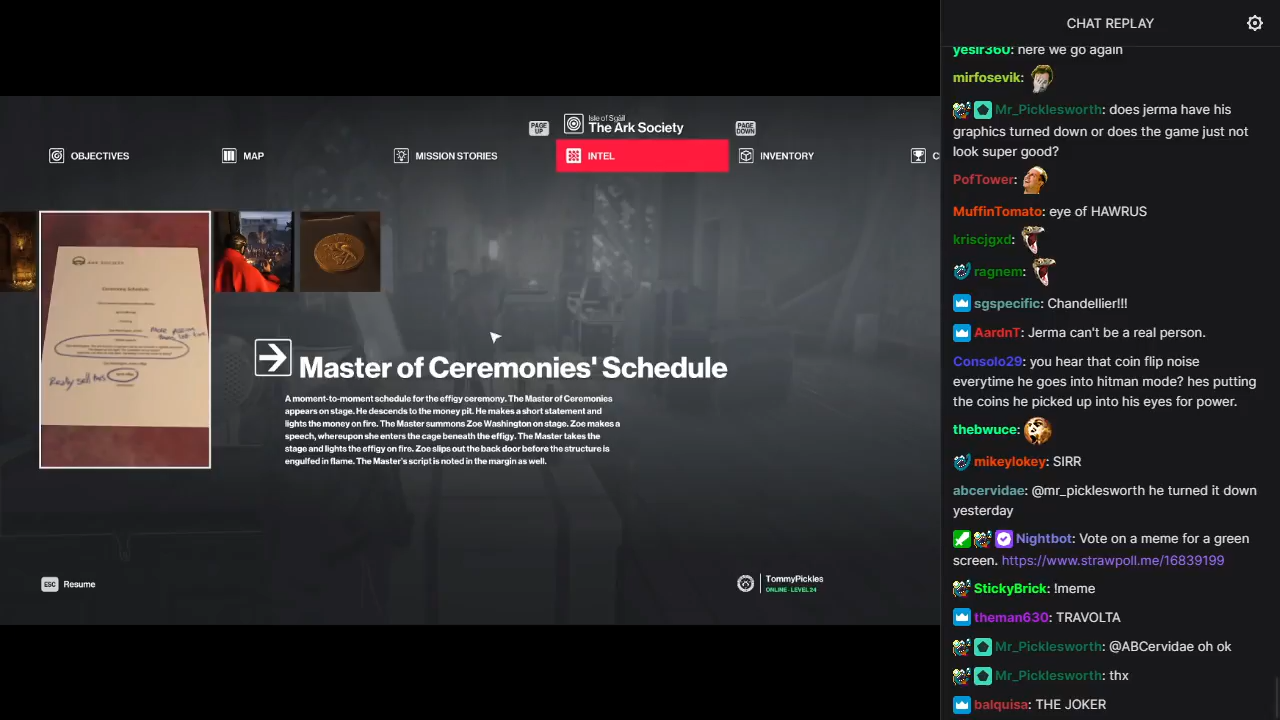 CHAT REPLAY
yesir360: here we go again
mirfosevik:
Mr_Picklesworth: does jerma have his
graphics turned down or does the game just not
look super good?
PofTower:
MuffinTomato: eye of HAWRUS
kriscjgxd:
ragnem:
sgspecific: Chandellier!!!
AardnT: Jerma can't be a real person.
Consolo29: you hear that coin flip noise
everytime he goes into hitman mode? hes putting
the coins he picked up into his eyes for power.
thebwuce:
mikeylokey: SIRR
abcervidae: @mr_picklesworth he turned it down
yesterday
Nightbot: Vote on a meme for a green
screen. https://www.strawpoll.me/16839199
StickyBrick: !meme
theman630: TRAVOLTA
Mr_Picklesworth: @ABCervidae oh ok
Mr_Picklesworth: thx
balquisa: THE JOKER
PAGE UP
Isle of Sgàil
The Ark Society
PAGE DOWN
OBJECTIVES
MAP
MISSION STORIES
INTEL
INVENTORY
C
ARK SOCIETY
Ceremony Schedule
Really sell this
Master of Ceremonies' Schedule
A moment-to-moment schedule for the effigy ceremony. The Master of Ceremonies
appears on stage. He descends to the money pit. He makes a short statement and
lights the money on fire. The Master summons Zoe Washington on stage. Zoe makes a
speech, whereupon she enters the cage beneath the effigy. The Master takes the
stage and lights the effigy on fire. Zoe slips out the back door before the structure is
engulfed in flame. The Master's script is noted in the margin as well.
ESC Resume
TommyPickles
ONLINE - LEVEL 24